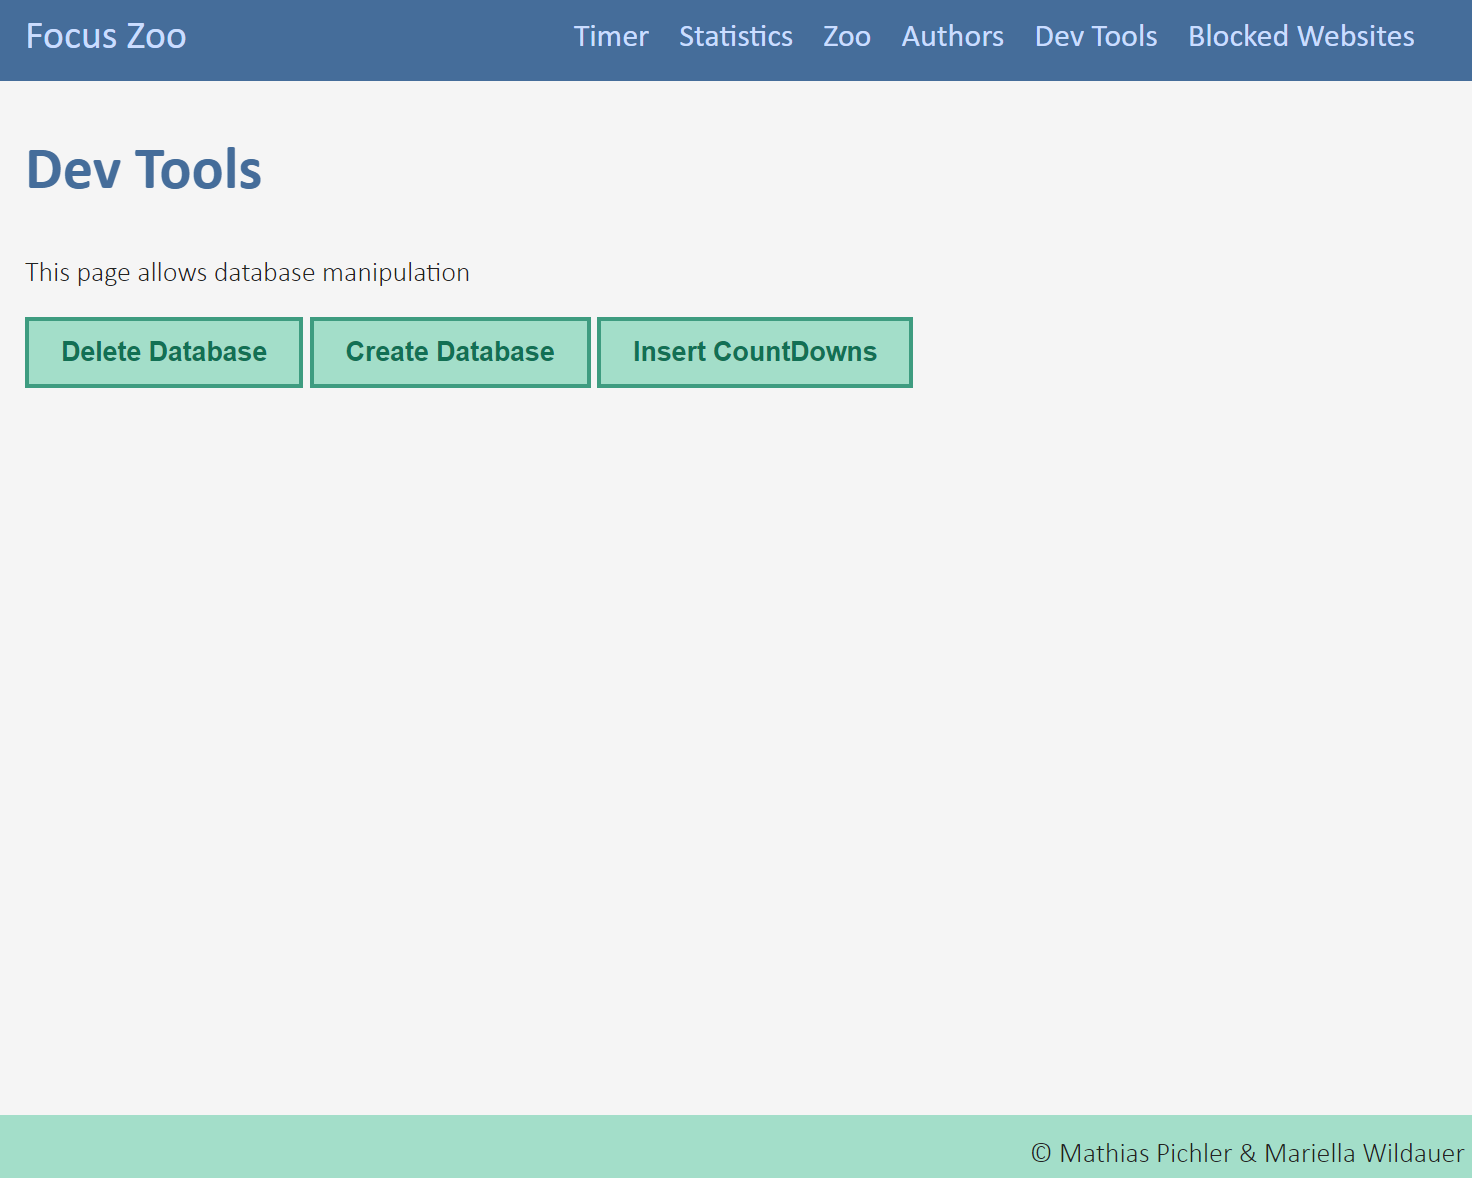 Focus Zoo Timer Statistics Zoo Authors Dev Tools Blocked Websites
Dev Tools
This page allows database manipulation
Delete Database Create Database Insert CountDowns
© Mathias Pichler & Mariella Wildauer